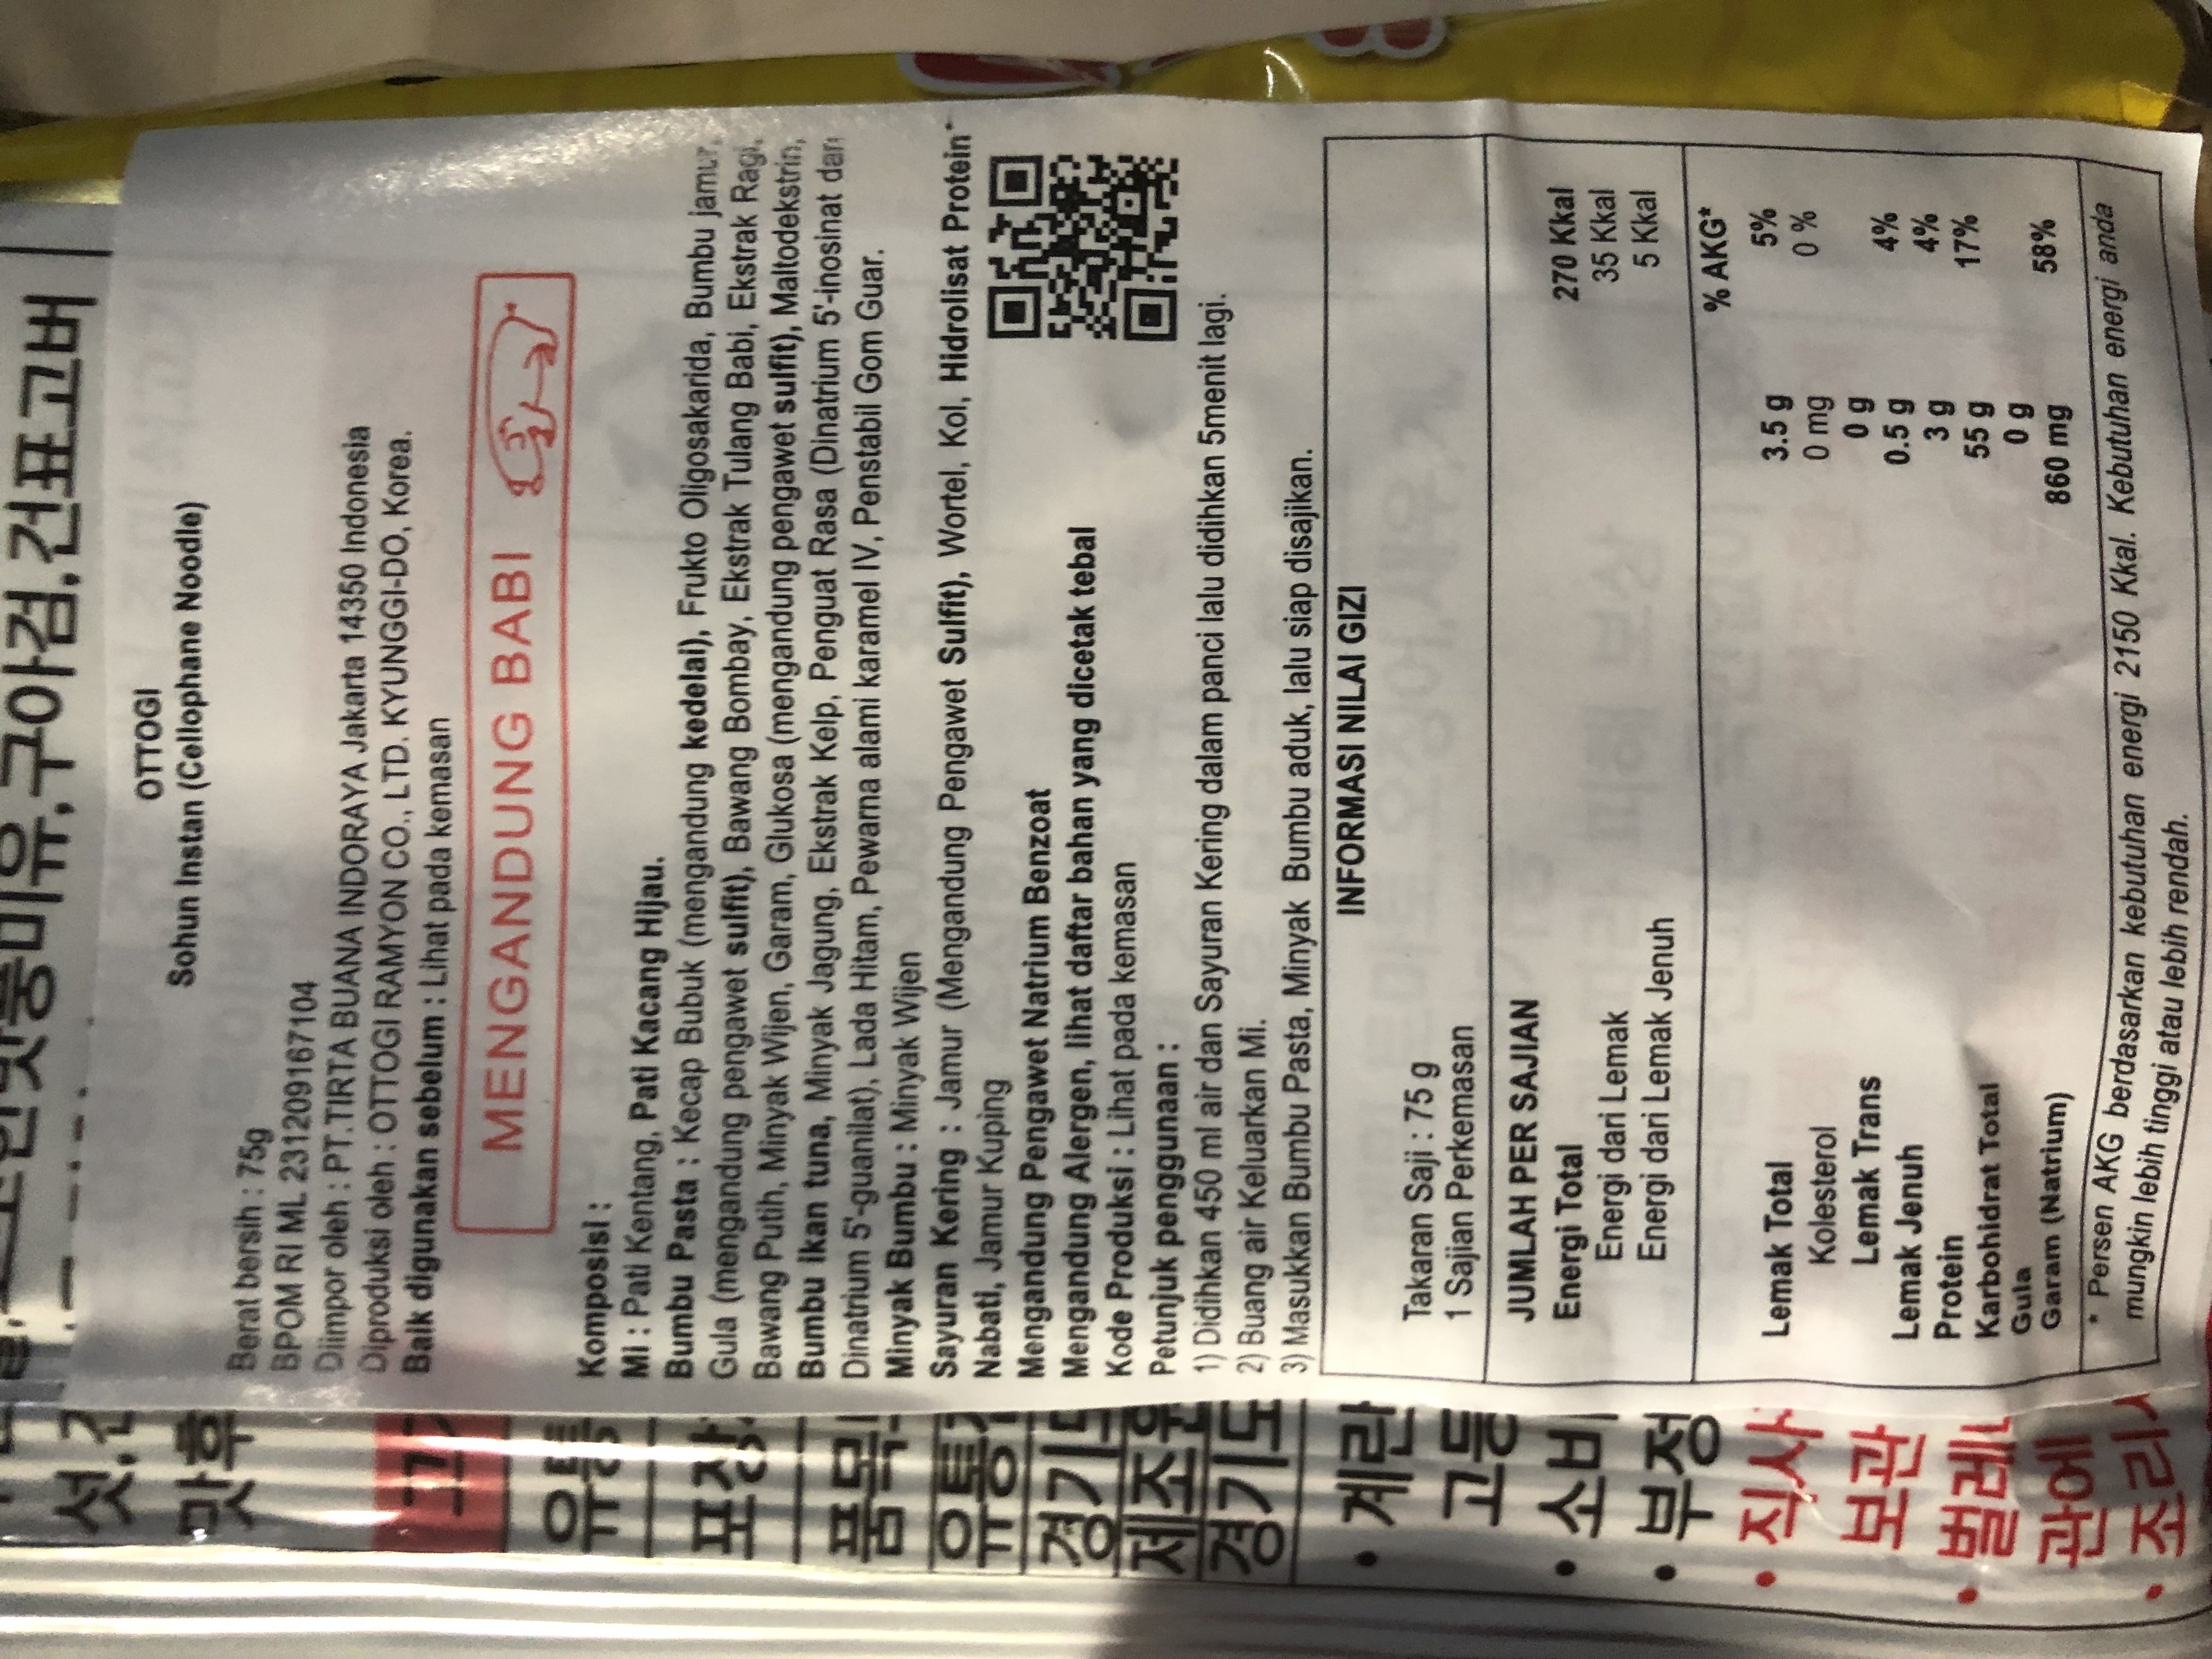 한맛풍미유,구아검,건표고버
섯,건
맛후
OTTOGI
Sohun Instan (Cellophane Noodle)
Berat bersih : 75g
BPOM RI ML 231209167104
Diimpor oleh : PT.TIRTA BUANA INDORAYA Jakarta 14350 Indonesia
Diproduksi oleh : OTTOGI RAMYON CO., LTD. KYUNGGI-DO, Korea.
Baik digunakan sebelum : Lihat pada kemasan
MENGANDUNG BABI
Komposisi :
Mi : Pati Kentang, Pati Kacang Hijau.
Bumbu Pasta : Kecap Bubuk (mengandung kedelai), Frukto Oligosakarida, Bumbu jamur,
Gula (mengandung pengawet sulfit), Bawang Bombay, Ekstrak Tulang Babi, Ekstrak Ragi,
Bawang Putih, Minyak Wijen, Garam, Glukosa (mengandung pengawet sulfit), Maltodekstrin,
Bumbu ikan tuna, Minyak Jagung, Ekstrak Kelp, Penguat Rasa (Dinatrium 5'-inosinat dan
Dinatrium 5'-guanilat), Lada Hitam, Pewarna alami karamel IV, Penstabil Gom Guar.
Minyak Bumbu : Minyak Wijen
Sayuran Kering : Jamur (Mengandung Pengawet Sulfit), Wortel, Kol, Hidrolisat Protein
Nabati, Jamur Kuping
Mengandung Pengawet Natrium Benzoat
Mengandung Alergen, lihat daftar bahan yang dicetak tebal
Kode Produksi : Lihat pada kemasan
Petunjuk penggunaan :
1) Didihkan 450 ml air dan Sayuran Kering dalam panci lalu didihkan 5menit lagi.
2) Buang air Keluarkan Mi.
3) Masukkan Bumbu Pasta, Minyak Bumbu aduk, lalu siap disajikan.
INFORMASI NILAI GIZI
Takaran Saji : 75 g
1 Sajian Perkemasan
JUMLAH PER SAJIAN
Energi Total 270 Kkal
Energi dari Lemak 35 Kkal
Energi dari Lemak Jenuh 5 Kkal
% AKG*
Lemak Total 3.5 g 5%
Kolesterol 0 mg 0 %
Lemak Trans 0 g
Lemak Jenuh 0.5 g 4%
Protein 3 g 4%
Karbohidrat Total 55 g 17%
Gula 0 g
Garam (Natrium) 860 mg 58%
* Persen AKG berdasarkan kebutuhan energi 2150 Kkal. Kebutuhan energi anda
mungkin lebih tinggi atau lebih rendah.
유통
포장
품목
유통
경기도
제조원
경기도
• 계란
고등
• 소비
• 부정
• 직사
보관
• 벌레
관에
• 조리